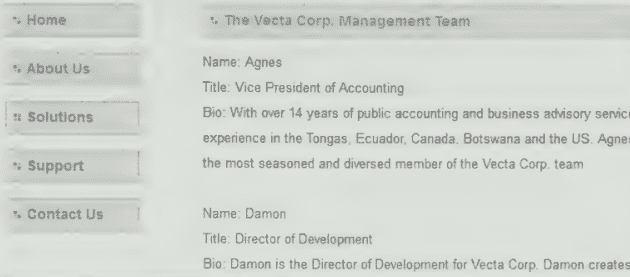 Home
About Us
Solutions
Support
Contact Us
The Vecta Corp. Management Team
Name: Agnes
Title: Vice President of Accounting
Bio: With over 14 years of public accounting and business advisory
experience in the Tongas, Ecuador, Canada, Botswana and the US.
the most seasoned and diversed member of the Vecta Corp. team
Name: Damon
Title: Director of Development
Bio: Damon is the Director of Development for Vecta Corp. Damon creates